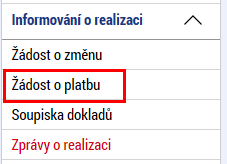 Informování o realizaci
Žádost o změnu
Žádost o platbu
Soupiska dokladů
Zprávy o realizaci